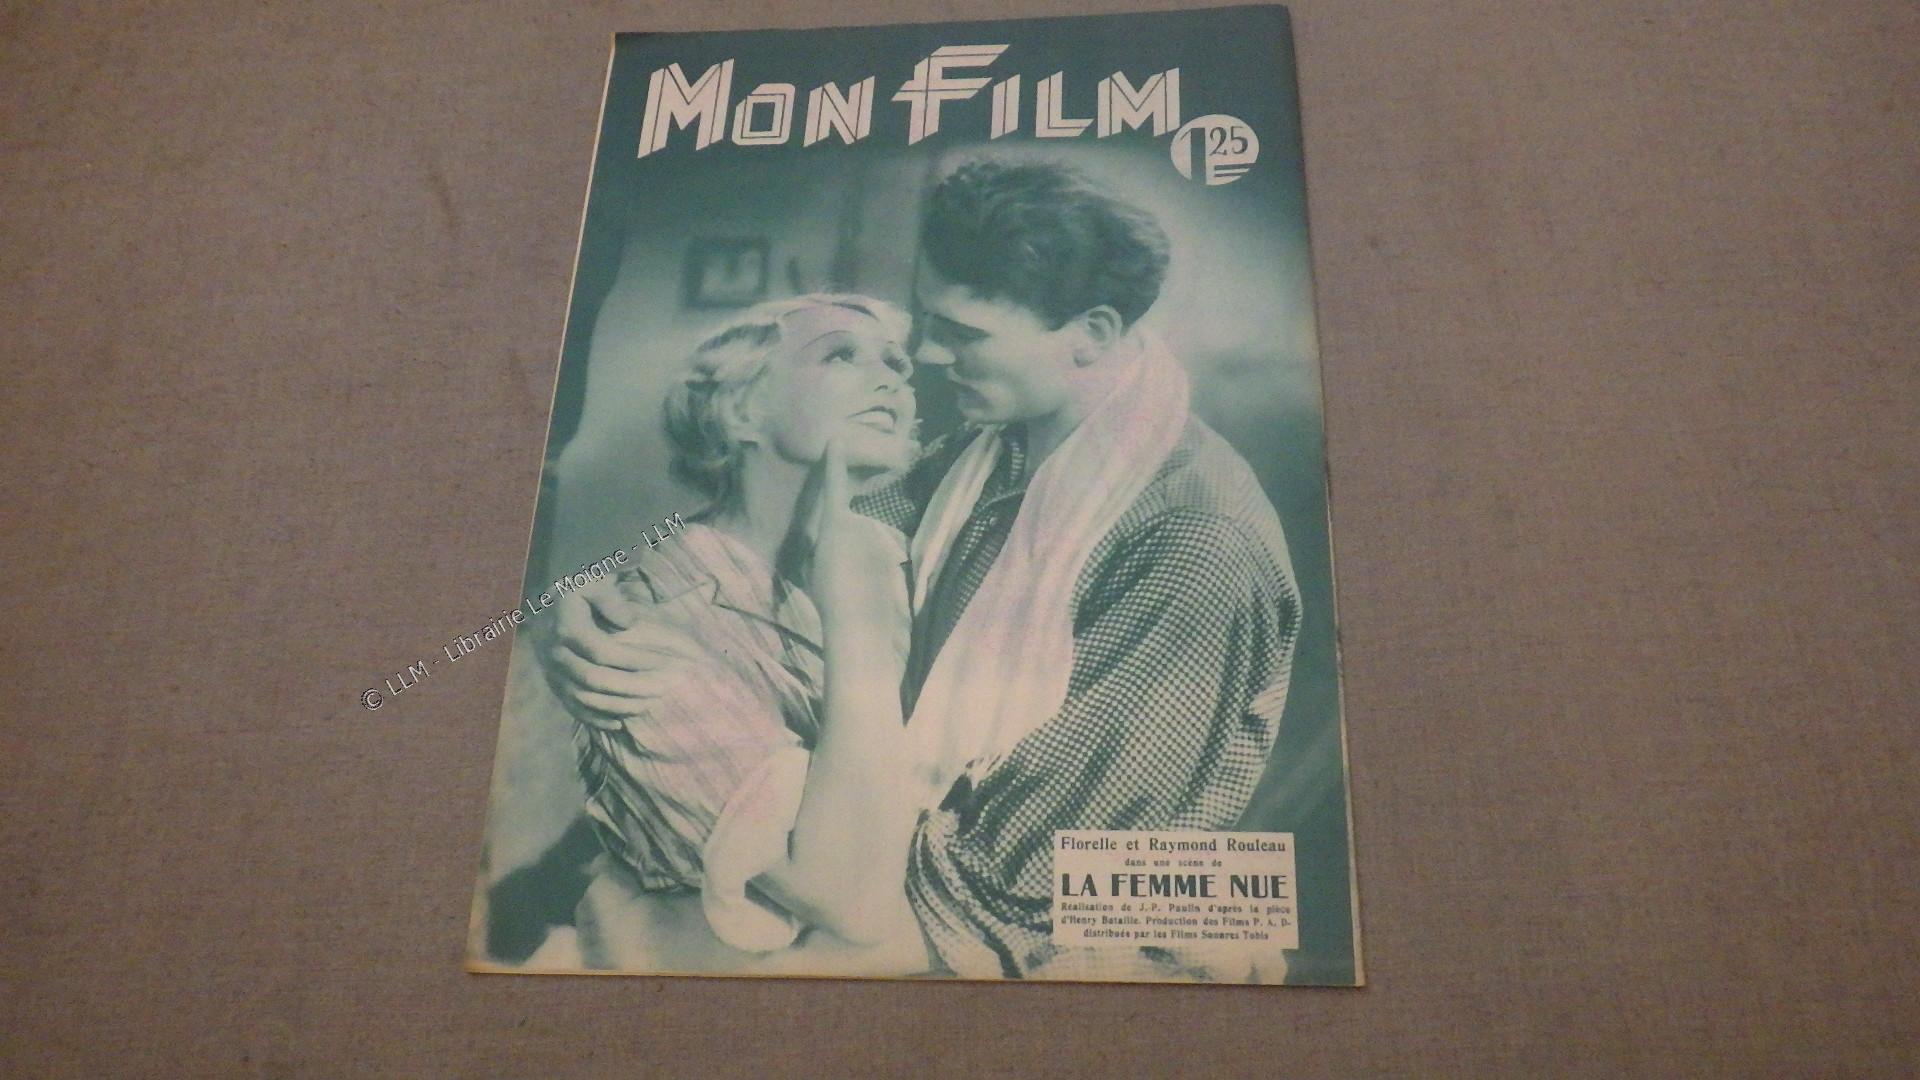 MON FILM
1 25
© LLM - Librairie Le Moigne - LLM
Florelle et Raymond Rouleau
dans une scène de
LA FEMME NUE
Réalisation de J.-P. Paulin d'après la pièce
d'Henry Bataille. Production des Films P. A. D-
distribués par les Films Sonores Tobis